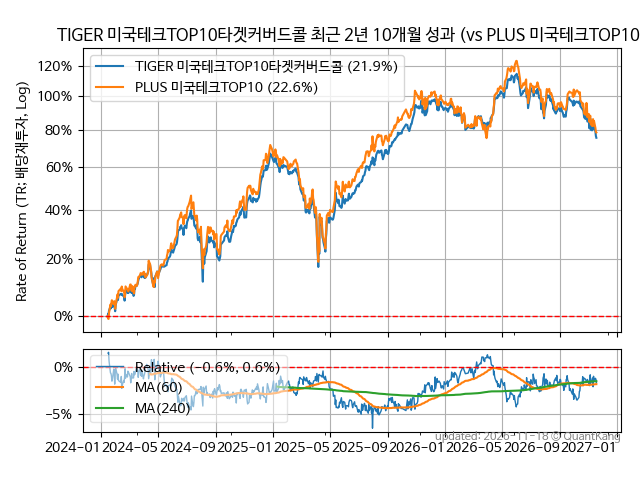 TIGER 미국테크TOP10타겟커버드콜 최근 2년 10개월 성과 (vs PLUS 미국테크TOP10
TIGER 미국테크TOP10타겟커버드콜 (21.9%)
PLUS 미국테크TOP10 (22.6%)
Rate of Return (TR; 배당재투자, Log)
120%
100%
80%
60%
40%
20%
0%
Relative (−0.6%, 0.6%)
MA(60)
MA(240)
0%
−5%
2024-01 2024-05 2024-09 2025-01 2025-05 2025-09 2026-01 2026-05 2026-09 2027-01